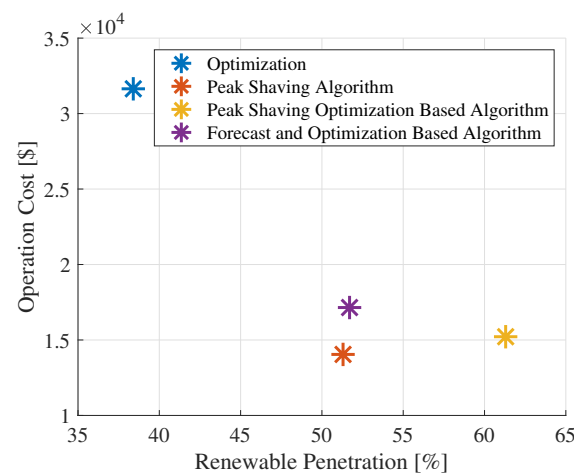 ×10⁴
3.5
3
2.5
2
1.5
1
35 40 45 50 55 60 65
Operation Cost [$]
Renewable Penetration [%]
Optimization
Peak Shaving Algorithm
Peak Shaving Optimization Based Algorithm
Forecast and Optimization Based Algorithm